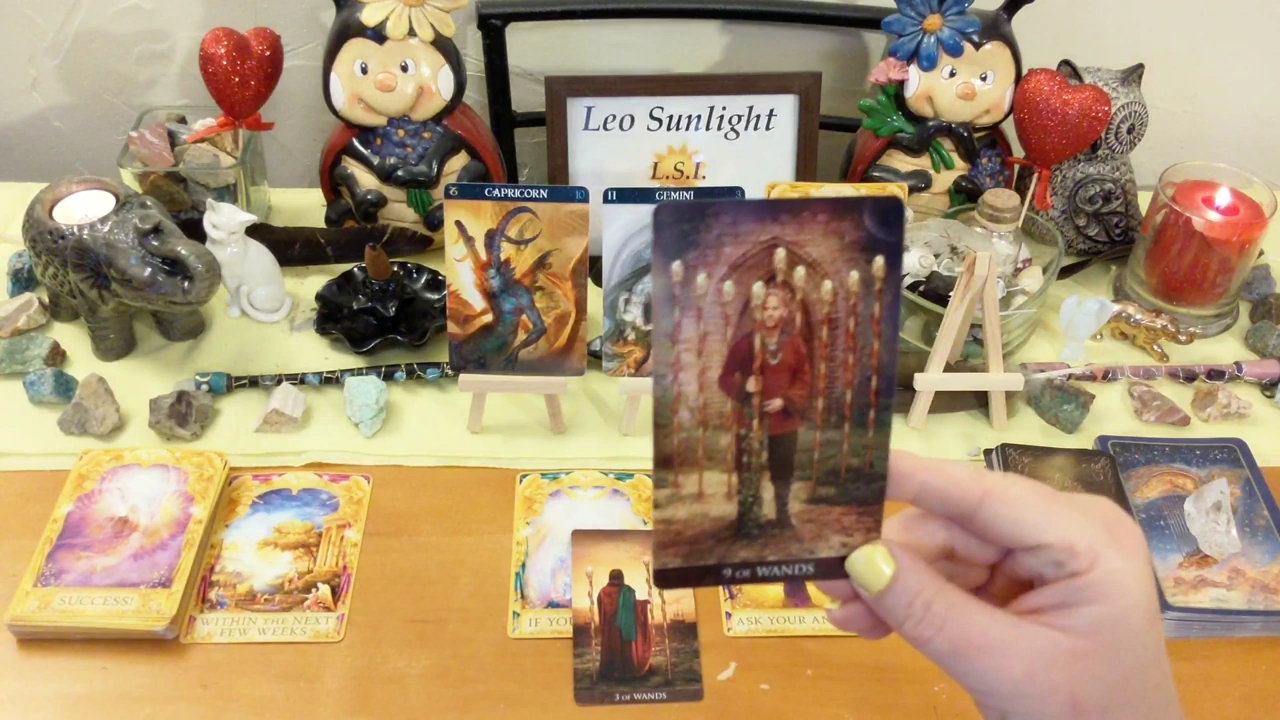 Leo Sunlight
L.S.I.
CAPRICORN 10
II GEMINI 3
9 OF WANDS
SUCCESS!
WITHIN THE NEXT
FEW WEEKS
IF YOU
ASK YOUR AN
3 OF WANDS